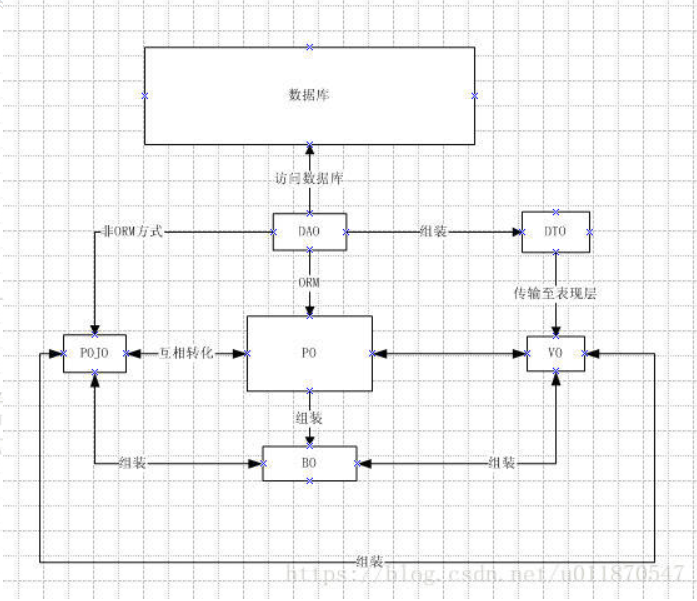 数据库
访问数据库
非ORM方式
DAO
组装
DTO
ORM
传输至表现层
POJO
互相转化
PO
VO
组装
组装
BO
组装
组装
https://blog.csdn.net/u011870547